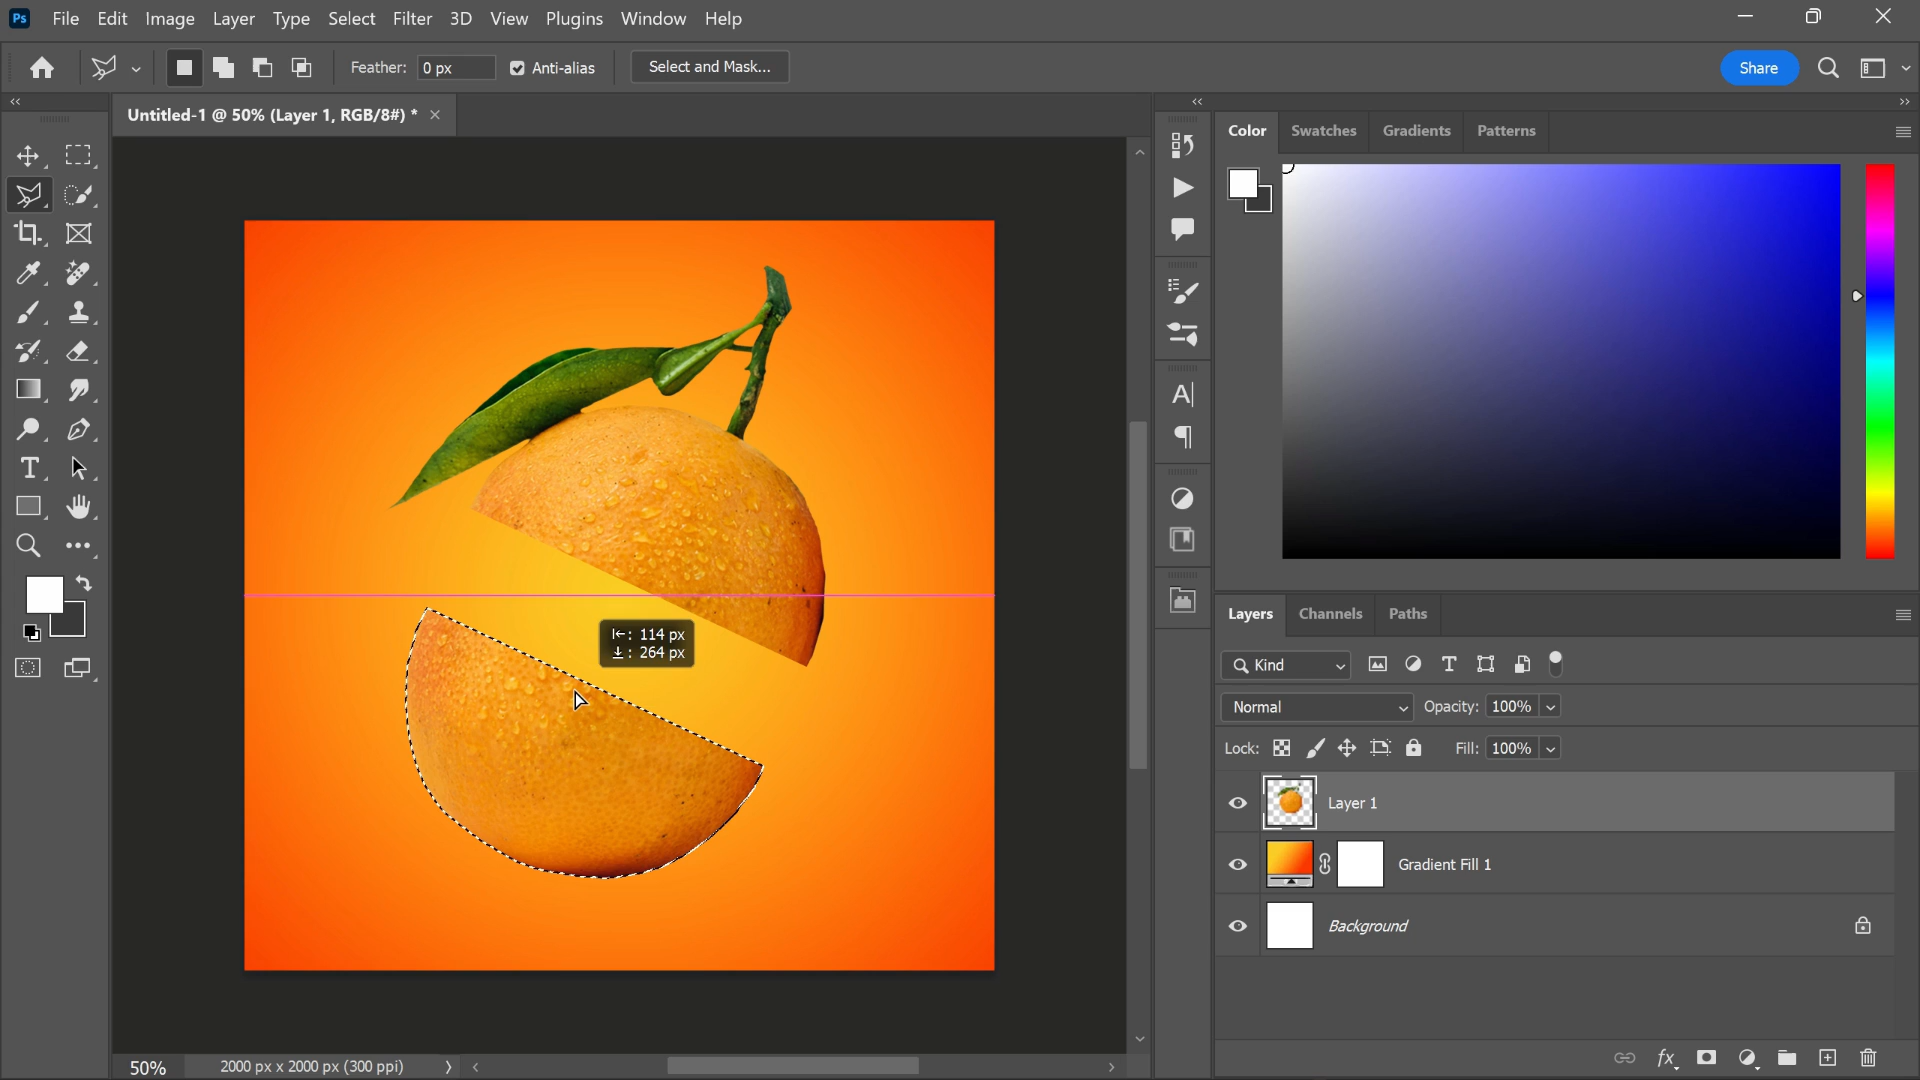 Ps File Edit Image Layer Type Select Filter 3D View Plugins Window Help
Feather: 0 px Anti-alias Select and Mask... Share
Untitled-1 @ 50% (Layer 1, RGB/8#) *
Color Swatches Gradients Patterns
: 114 px
: 264 px
Layers Channels Paths
Kind
Normal Opacity: 100%
Lock: Fill: 100%
Layer 1
Gradient Fill 1
Background
50% 2000 px x 2000 px (300 ppi)
fx